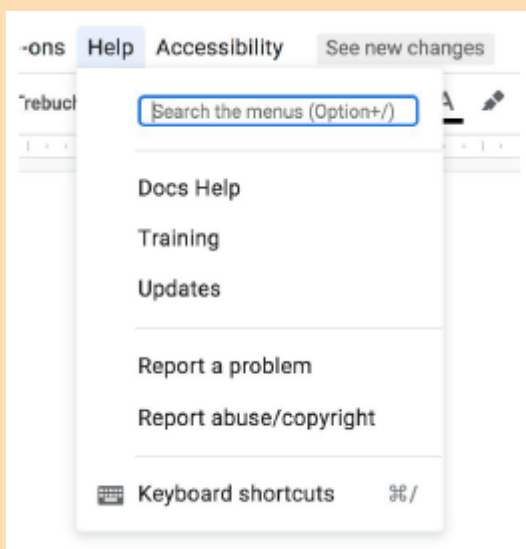 -ons Help Accessibility See new changes
Trebuch A
Search the menus (Option+/)
Docs Help
Training
Updates
Report a problem
Report abuse/copyright
Keyboard shortcuts ⌘/